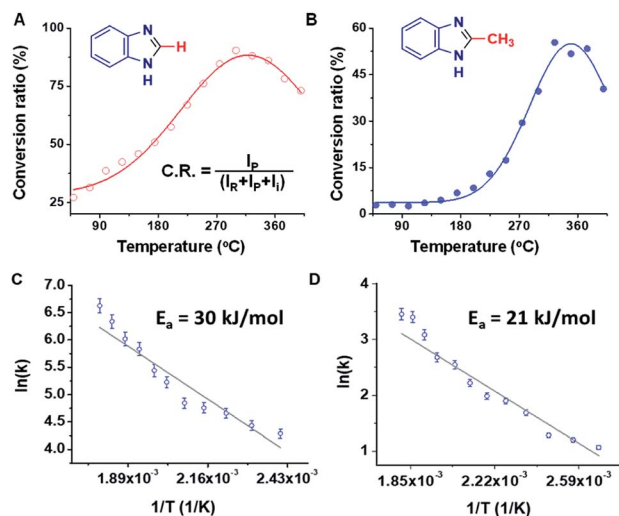 A
B
N
H
N
H
N
CH3
N
H
Conversion ratio (%)
100
75
50
25
C.R. = IP
(IR+IP+Ii)
90 180 270 360
Temperature (oC)
Conversion ratio (%)
60
45
30
15
0
90 180 270 360
Temperature (oC)
C
D
Ea = 30 kJ/mol
ln(k)
7.0
6.5
6.0
5.5
5.0
4.5
4.0
1.89x10-3 2.16x10-3 2.43x10-3
1/T (1/K)
Ea = 21 kJ/mol
ln(k)
4
3
2
1
1.85x10-3 2.22x10-3 2.59x10-3
1/T (1/K)